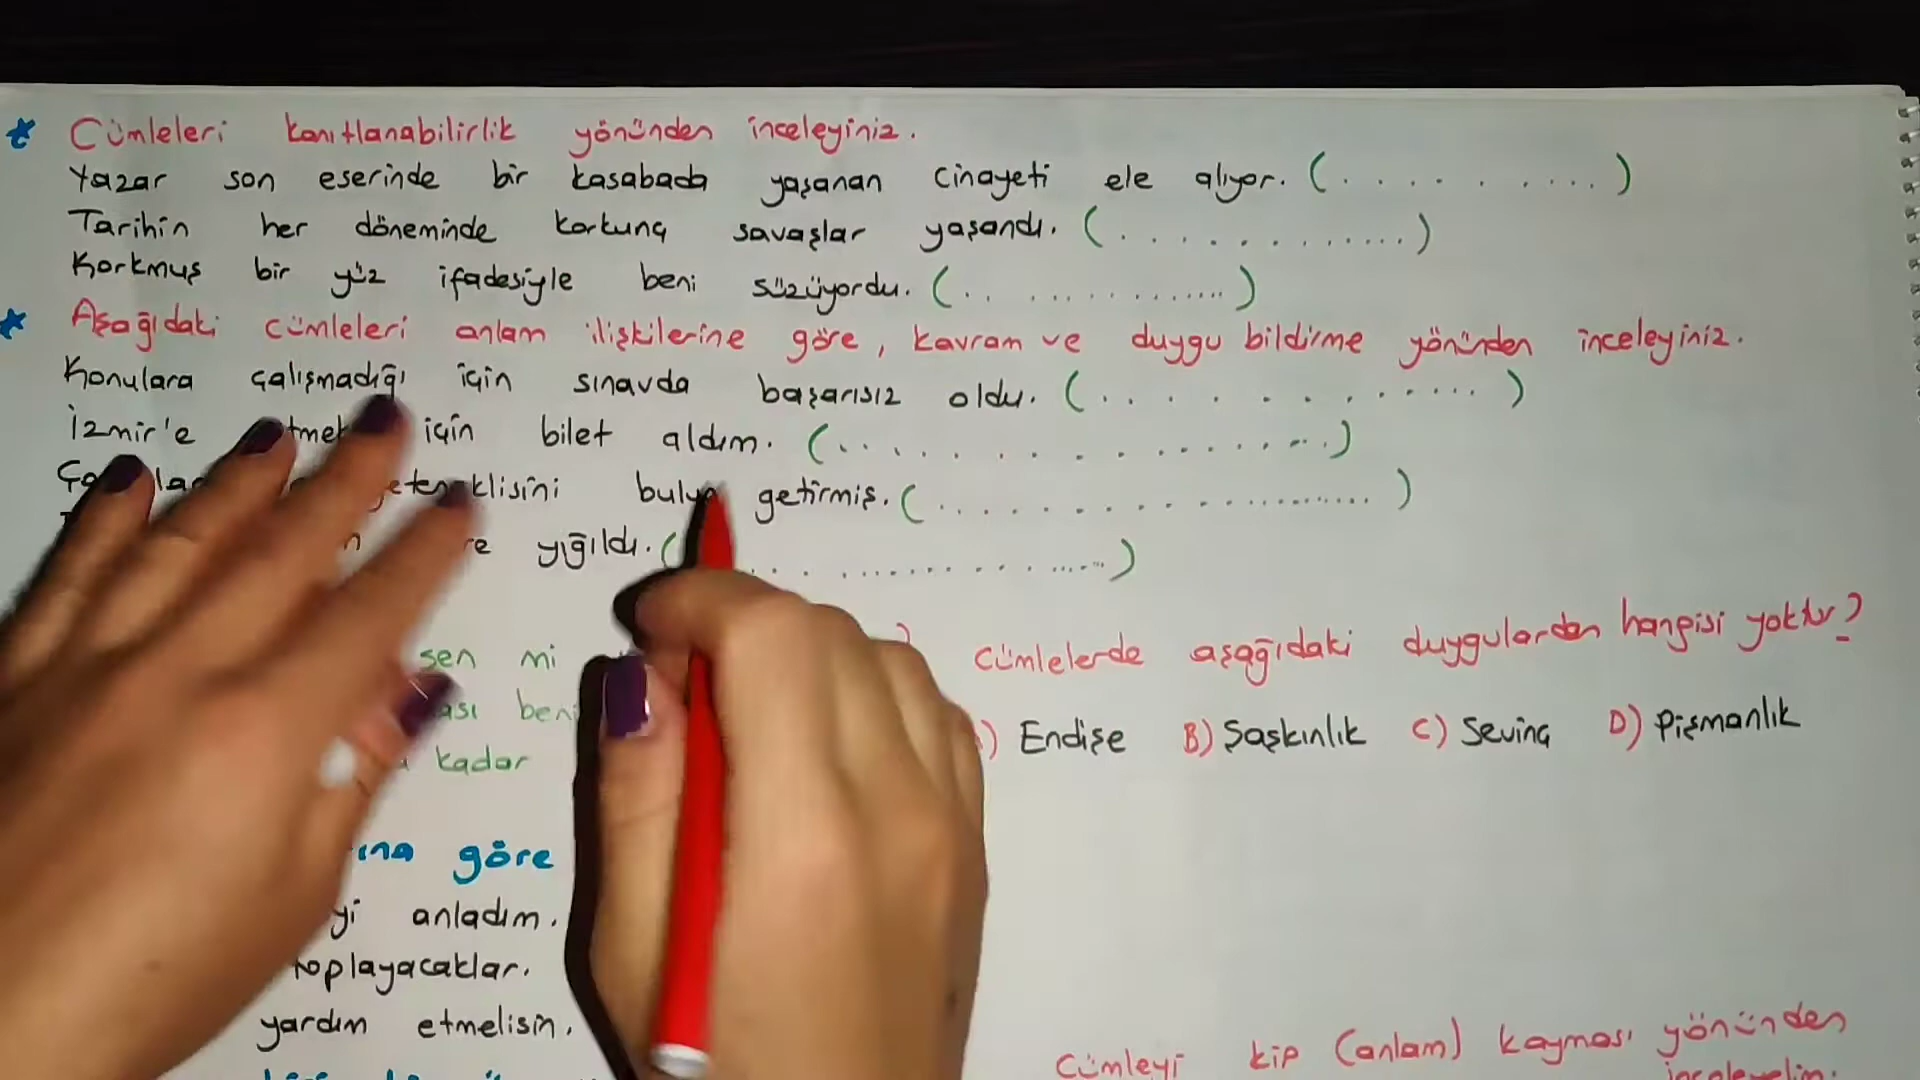 Cümleleri kanıtlanabilirlik yönünden inceleyiniz.
Yazar son eserinde bir kasabada yaşanan cinayeti ele alıyor. (..........)
Tarihin her döneminde korkunç savaşlar yaşandı. (............)
Korkmuş bir yüz ifadesiyle beni süzüyordu. (..............)
Aşağıdaki cümleleri anlam ilişkilerine göre, kavram ve duygu bildirme yönünden inceleyiniz.
Konulara çalışmadığı için sınavda başarısız oldu. (..............)
İzmir'e için bilet aldım. (................)
getirmiş. (..................)
yığıldı. (................)
sen mi
beni
kadar
cümlelerde aşağıdaki duygulardan hangisi yoktur?
) Endişe B) Şaşkınlık C) Sevinç D) Pişmanlık
göre
anladım.
toplayacaklar.
yardım etmelisin.
Cümleyi kip (anlam) kayması yönünden
inceleyelim.